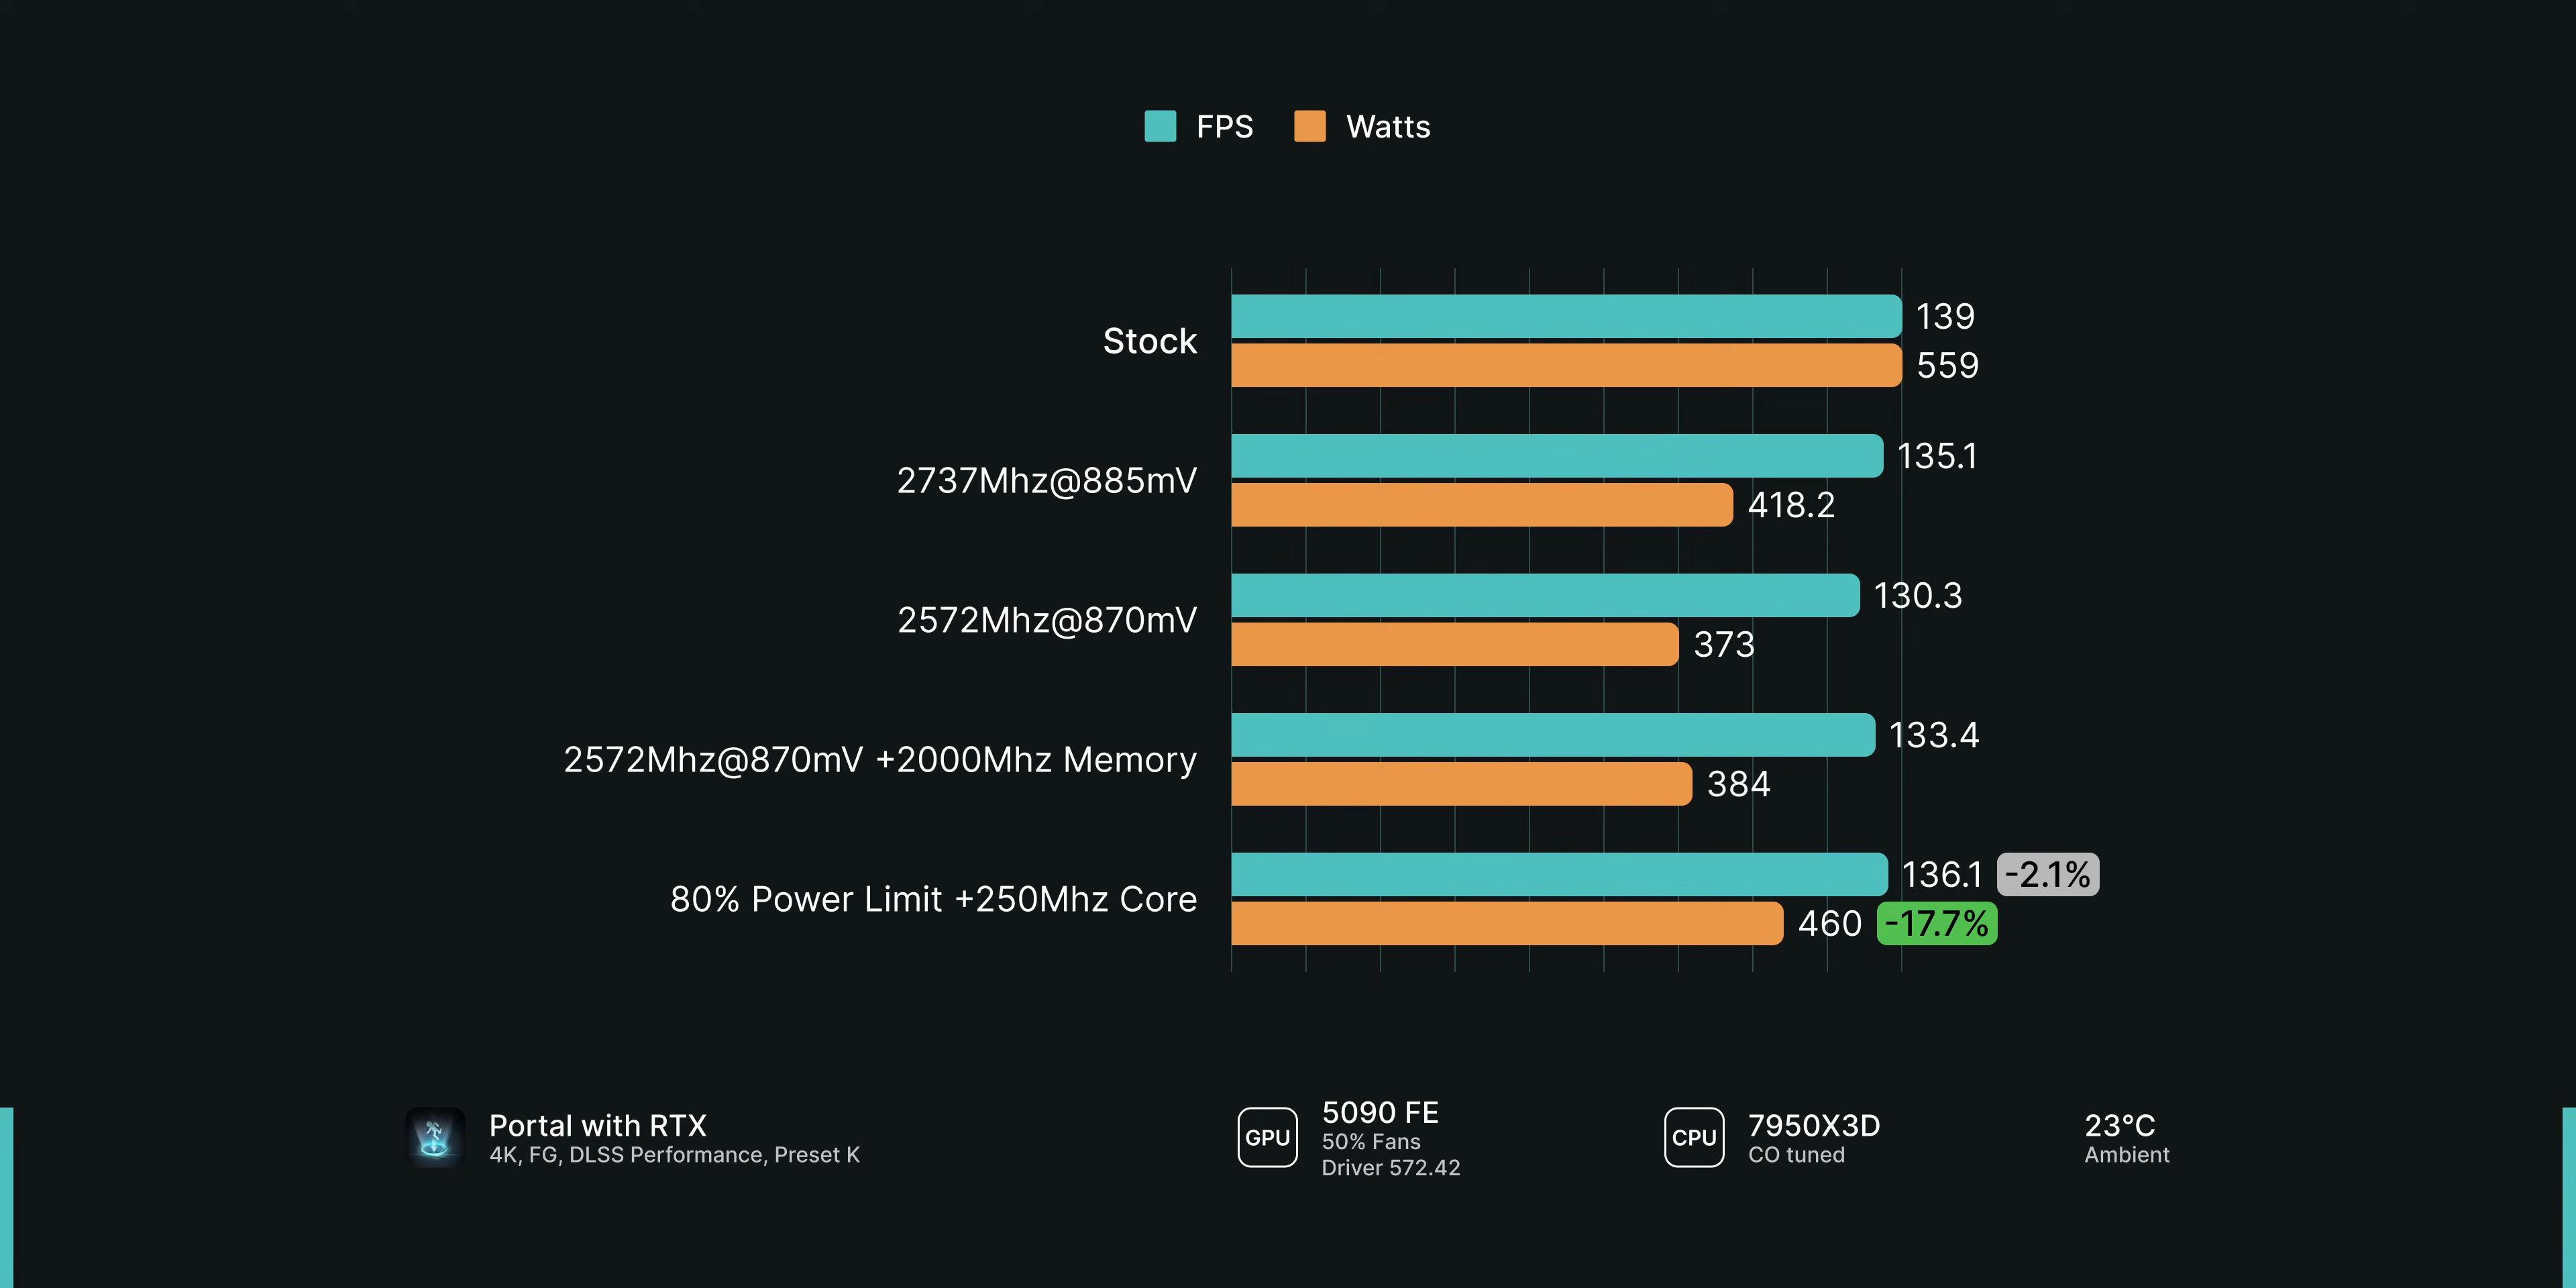 FPS Watts
Stock
139
559
2737Mhz@885mV
135.1
418.2
2572Mhz@870mV
130.3
373
2572Mhz@870mV +2000Mhz Memory
133.4
384
80% Power Limit +250Mhz Core
136.1 -2.1%
460 -17.7%
Portal with RTX
4K, FG, DLSS Performance, Preset K
GPU
5090 FE
50% Fans
Driver 572.42
CPU
7950X3D
CO tuned
23°C
Ambient